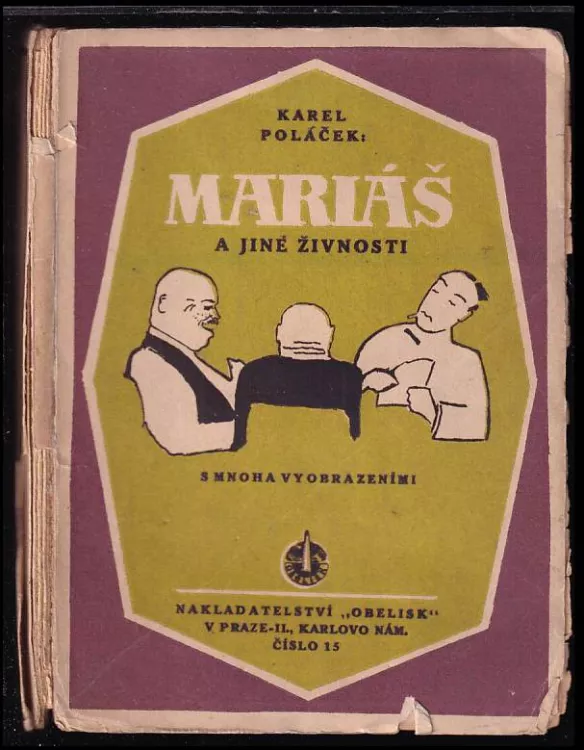 KAREL
POLÁČEK:
MARIÁŠ
A JINÉ ŽIVNOSTI
S MNOHA VYOBRAZENÍMI
NAKLADATELSTVÍ „OBELISK“
V PRAZE-II., KARLOVO NÁM.
ČÍSLO 15